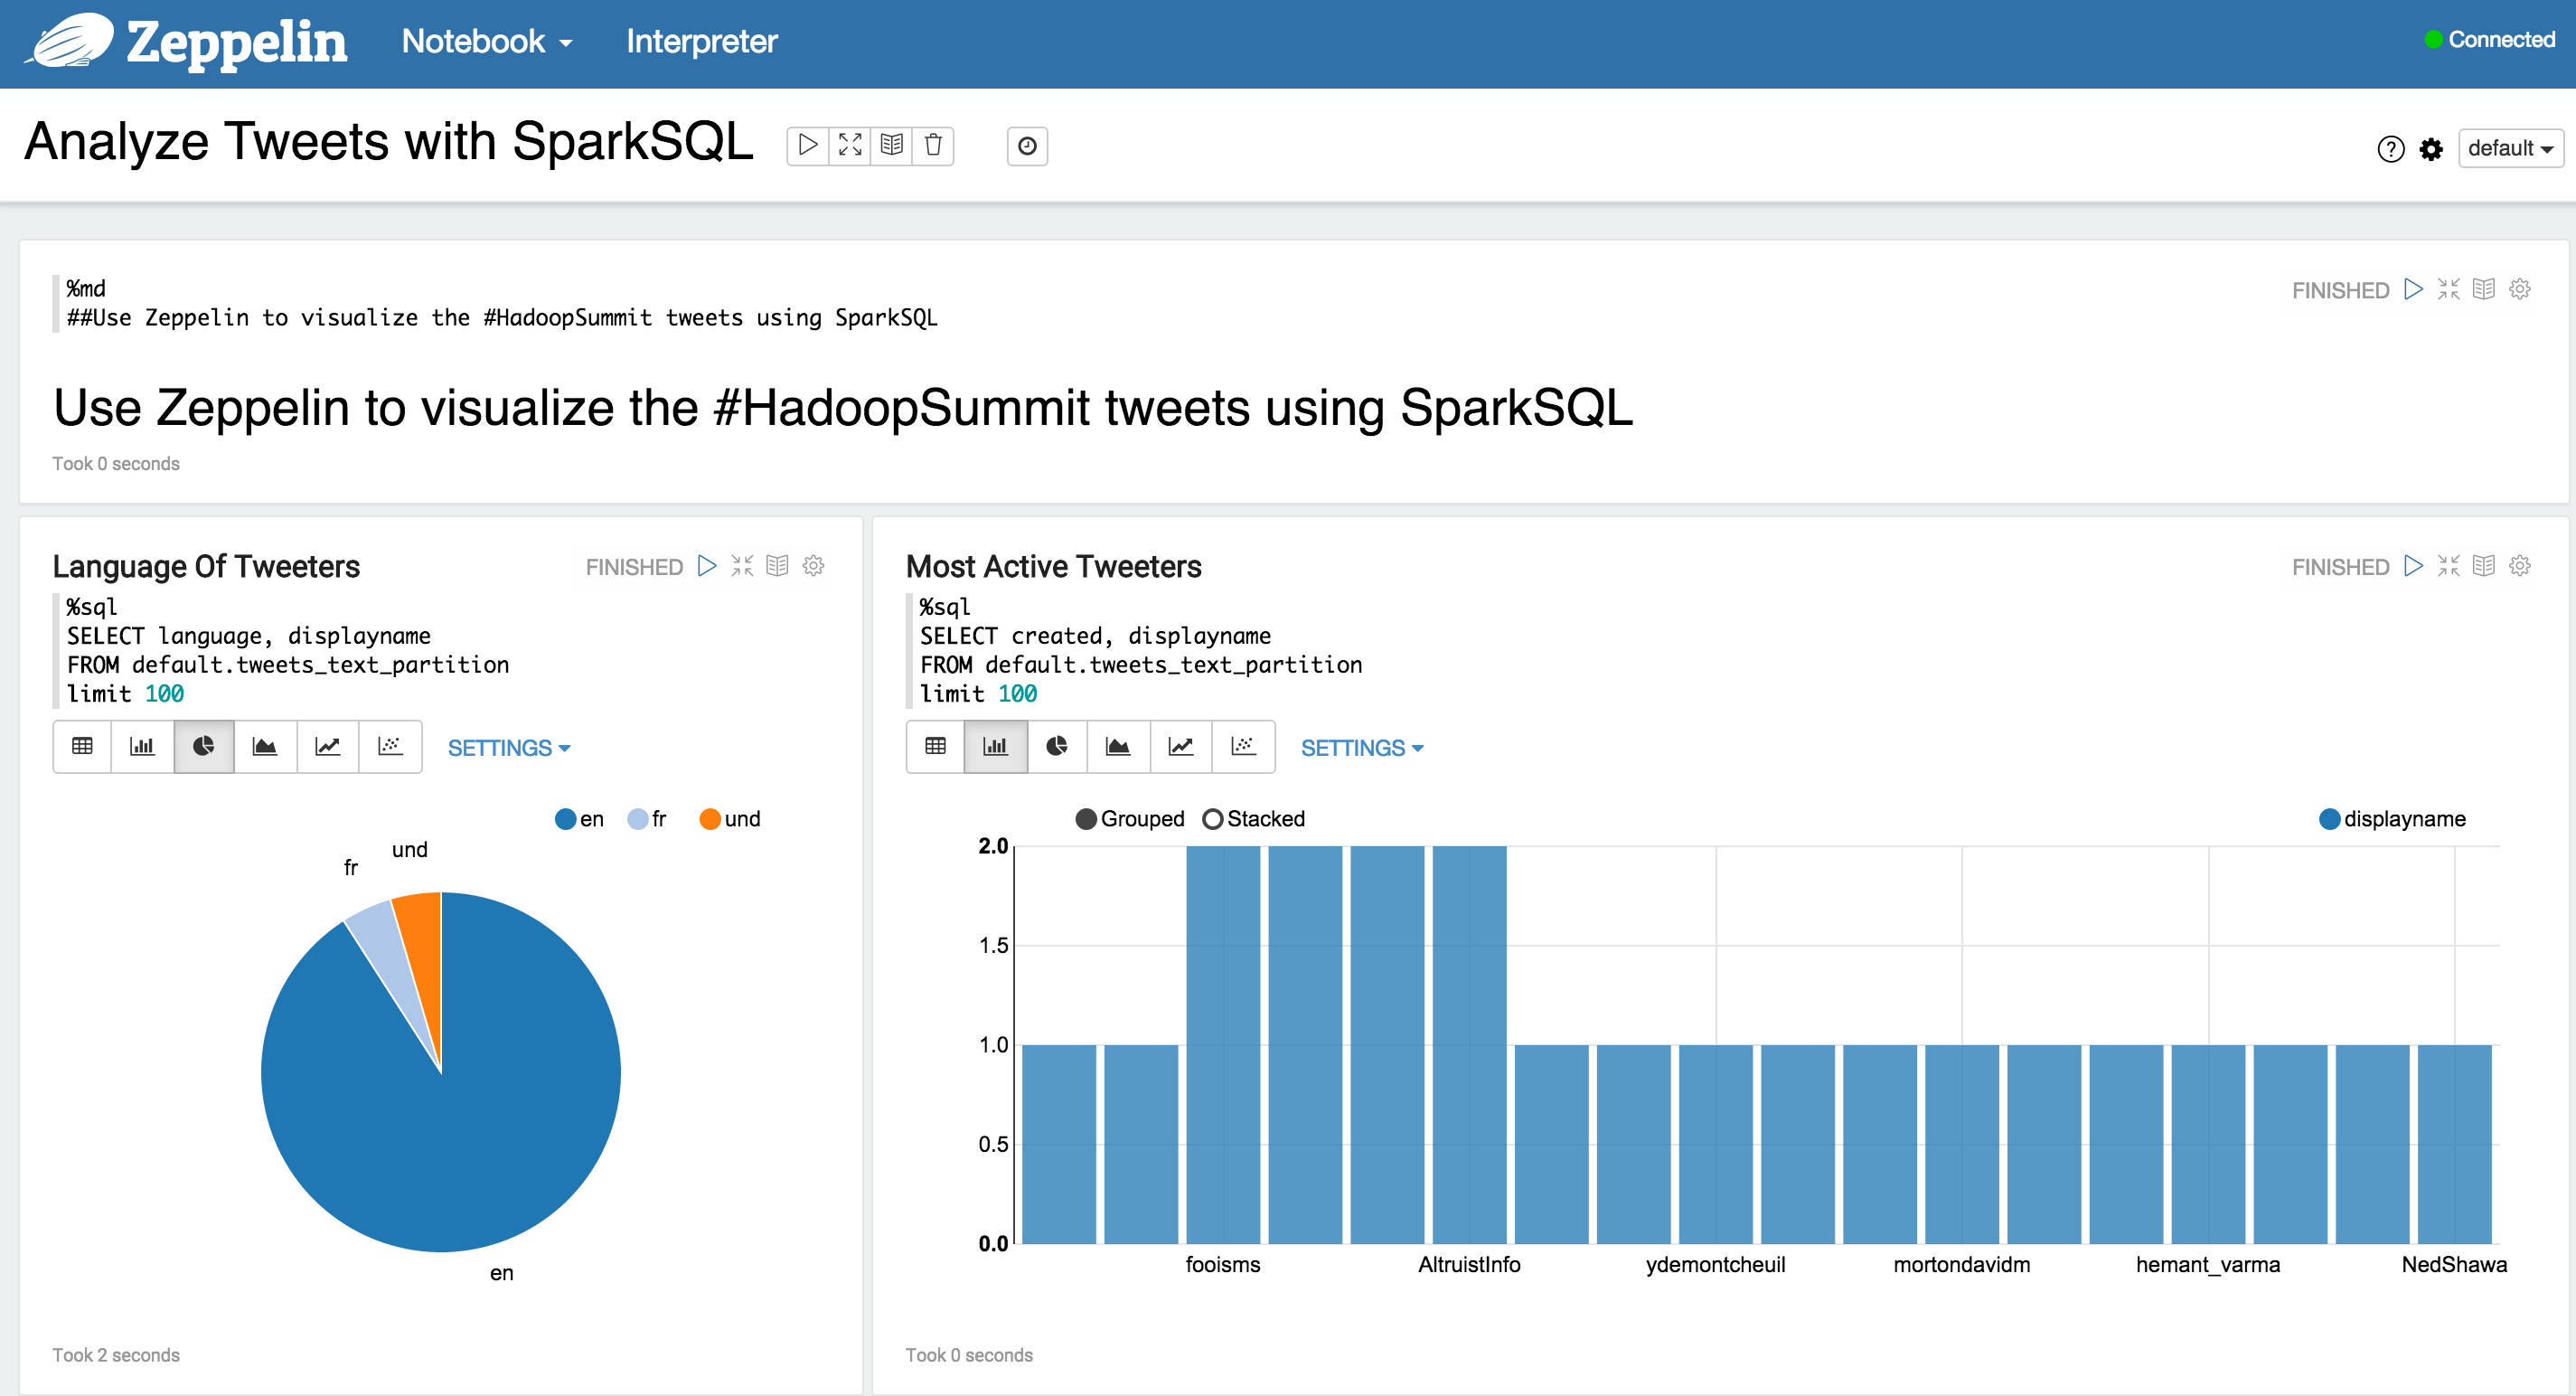 Zeppelin Notebook Interpreter Connected
Analyze Tweets with SparkSQL default
%md FINISHED
##Use Zeppelin to visualize the #HadoopSummit tweets using SparkSQL
Use Zeppelin to visualize the #HadoopSummit tweets using SparkSQL
Took 0 seconds
Language Of Tweeters FINISHED
%sql
SELECT language, displayname
FROM default.tweets_text_partition
limit 100
SETTINGS
en fr und
und
fr
en
Took 2 seconds
Most Active Tweeters FINISHED
%sql
SELECT created, displayname
FROM default.tweets_text_partition
limit 100
SETTINGS
Grouped Stacked displayname
2.0
1.5
1.0
0.5
0.0
fooisms AltruistInfo ydemontcheuil mortondavidm hemant_varma NedShawa
Took 0 seconds